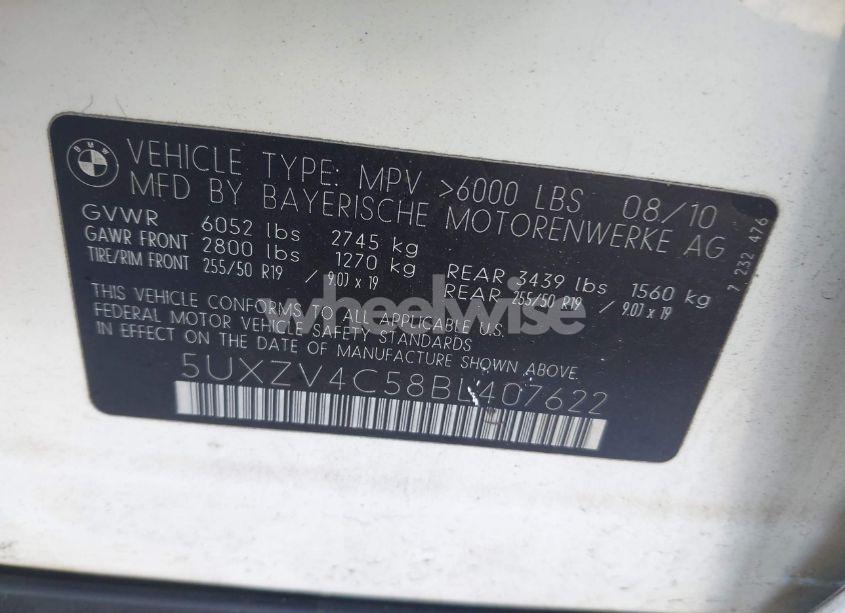 BMW
VEHICLE TYPE: MPV >6000 LBS 08/10
MFD BY BAYERISCHE MOTORENWERKE AG
GVWR 6052 lbs 2745 kg
GAWR FRONT 2800 lbs 1270 kg REAR 3439 lbs 1560 kg
TIRE/RIM FRONT 255/50 R19 / 9.0J x 19 REAR 255/50 R19 / 9.0J x 19
THIS VEHICLE CONFORMS TO ALL APPLICABLE U.S.
FEDERAL MOTOR VEHICLE SAFETY STANDARDS
IN EFFECT ON THE DATE OF MANUFACTURE SHOWN ABOVE.
5UXZV4C58BL407622
7 232 476
wheelwise